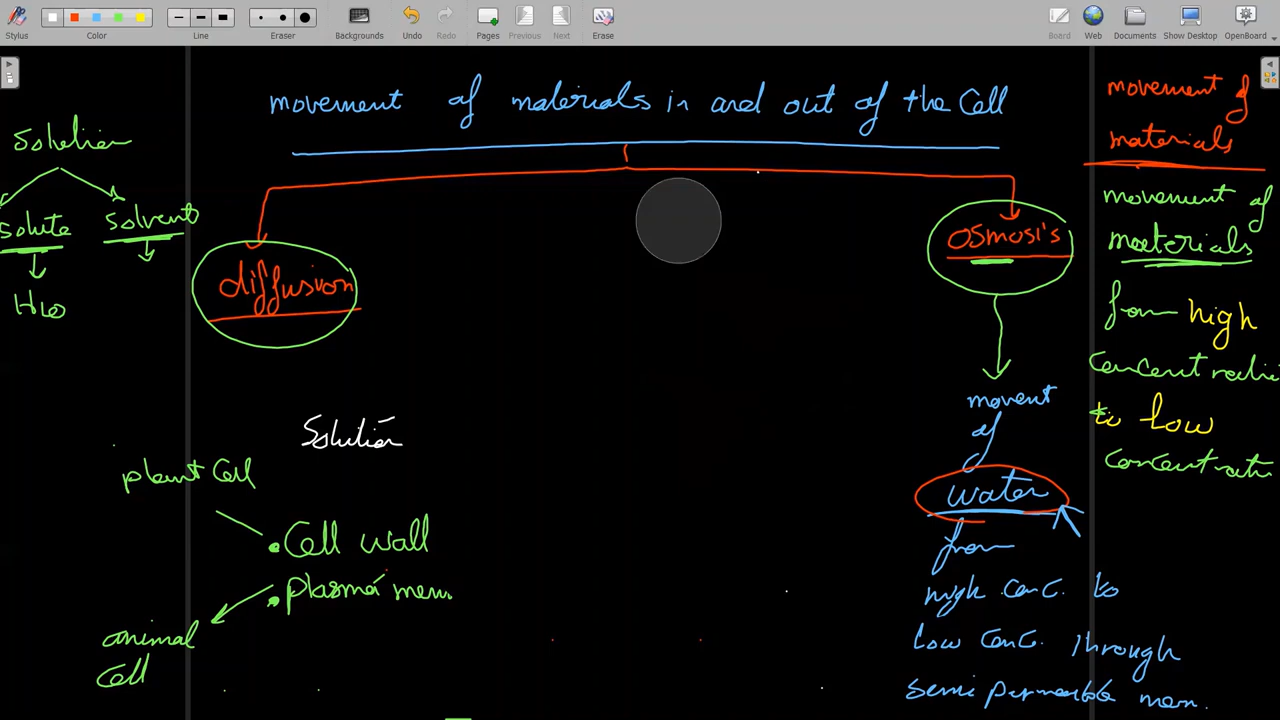 Stylus
Color
Line
Eraser
Backgrounds
Undo
Redo
Pages
Previous
Next
Erase
Board
Web
Documents
Show Desktop
OpenBoard
movement of materials in and out of the Cell
Solution
Solute
Solvent
H2o
diffusion
osmosi's
movent
of
water
from
high conc. to
low conc. through
semi permeable mem.
Solution
plant Cell
• Cell wall
• plasma mem.
animal
Cell
movement of
materials
movement of
materials
from high
concentratio
to low
concentratio